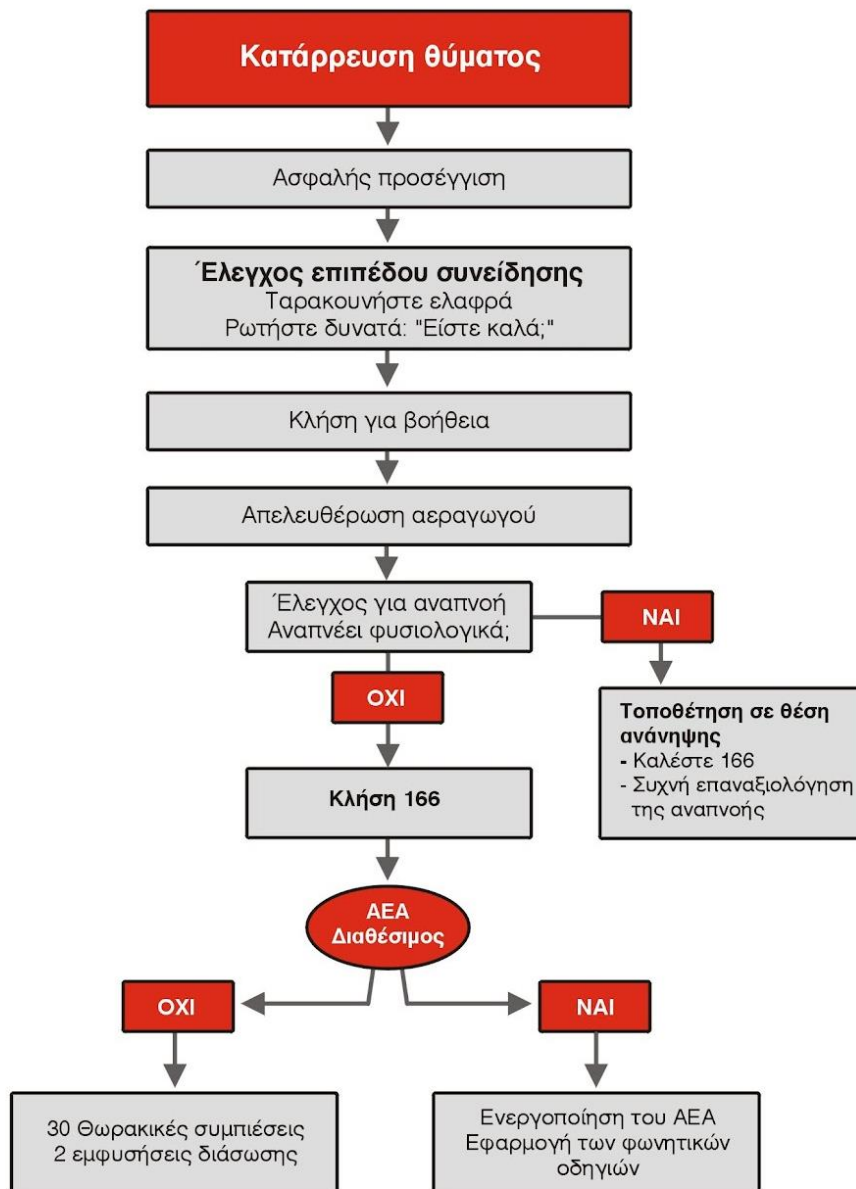 Κατάρρευση θύματος
Ασφαλής προσέγγιση
Έλεγχος επιπέδου συνείδησης
Ταρακουνήστε ελαφρά
Ρωτήστε δυνατά: "Είστε καλά;"
Κλήση για βοήθεια
Απελευθέρωση αεραγωγού
Έλεγχος για αναπνοή
Αναπνέει φυσιολογικά;
ΝΑΙ
ΟΧΙ
Τοποθέτηση σε θέση
ανάνηψης
- Καλέστε 166
- Συχνή επαναξιολόγηση
της αναπνοής
Κλήση 166
ΑΕΑ
Διαθέσιμος
ΟΧΙ
ΝΑΙ
30 Θωρακικές συμπιέσεις
2 εμφυσήσεις διάσωσης
Ενεργοποίηση του ΑΕΑ
Εφαρμογή των φωνητικών
οδηγιών